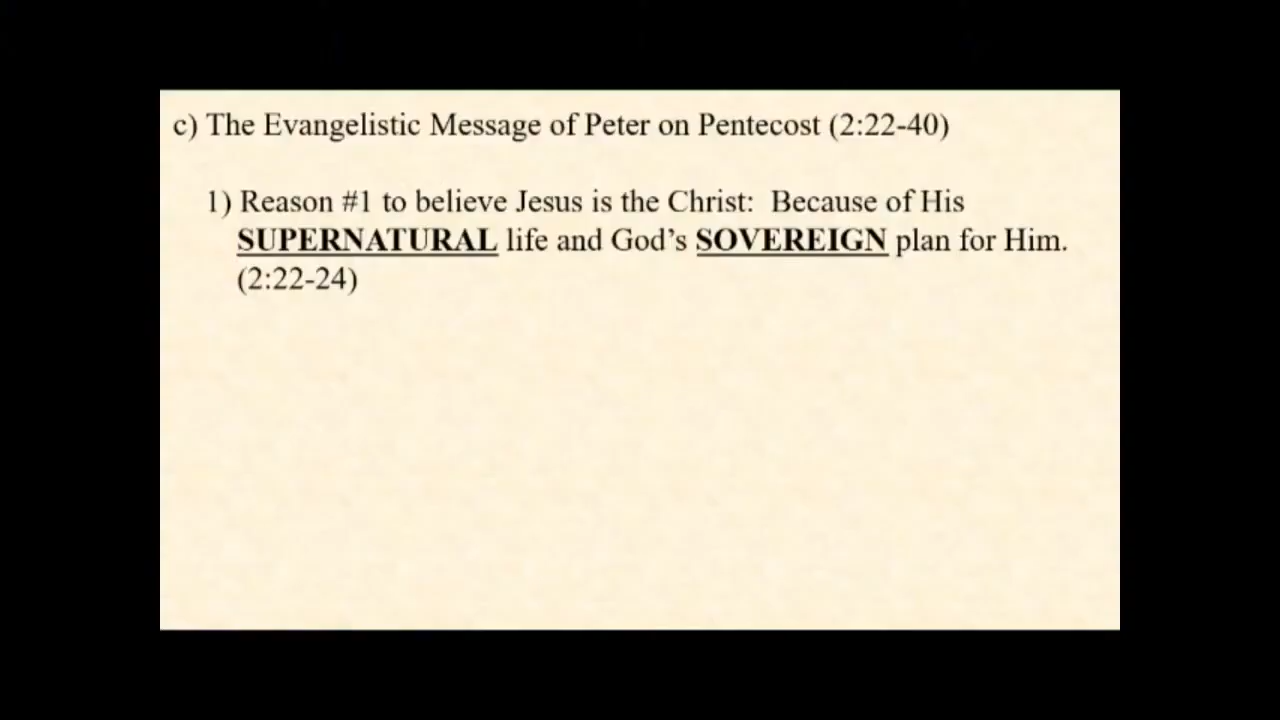 c) The Evangelistic Message of Peter on Pentecost (2:22-40)
1) Reason #1 to believe Jesus is the Christ:  Because of His
SUPERNATURAL life and God’s SOVEREIGN plan for Him.
(2:22-24)